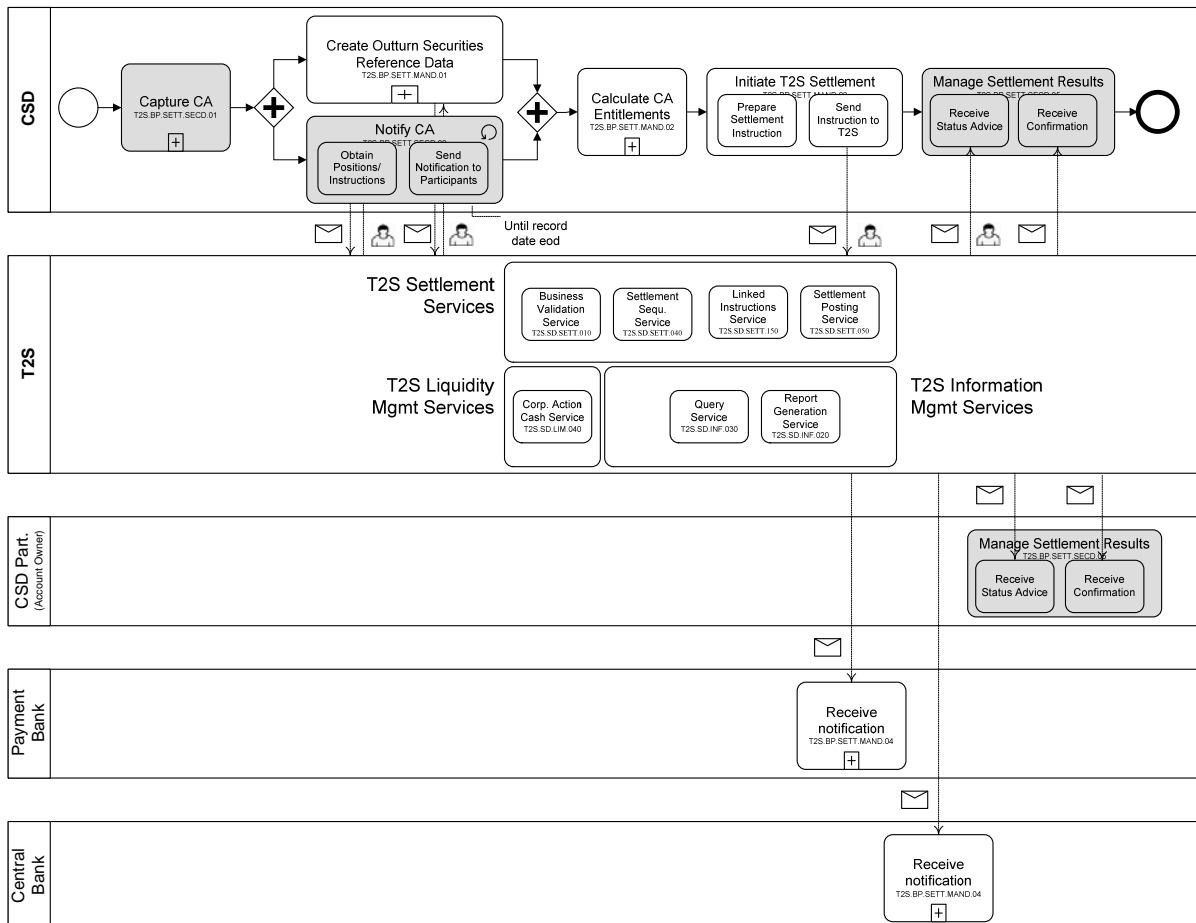 CSD
Capture CA
T2S.BP.SETT.SECD.01
Create Outturn Securities
Reference Data
T2S.BP.SETT.MAND.01
Notify CA
Obtain
Positions/
Instructions
Send
Notification to
Participants
Until record
date eod
Calculate CA
Entitlements
T2S.BP.SETT.MAND.02
Initiate T2S Settlement
Prepare
Settlement
Instruction
Send
Instruction to
T2S
Manage Settlement Results
Receive
Status Advice
Receive
Confirmation
T2S
T2S Settlement
Services
Business
Validation
Service
T2S.SD.SETT.010
Settlement
Sequ.
Service
T2S.SD.SETT.040
Linked
Instructions
Service
T2S.SD.SETT.150
Settlement
Posting
Service
T2S.SD.SETT.050
T2S Liquidity
Mgmt Services
Corp. Action
Cash Service
T2S.SD.LIM.040
Query
Service
T2S.SD.INF.030
Report
Generation
Service
T2S.SD.INF.020
T2S Information
Mgmt Services
CSD Part.
(Account Owner)
Manage Settlement Results
Receive
Status Advice
Receive
Confirmation
Payment
Bank
Receive
notification
T2S.BP.SETT.MAND.04
Central
Bank
Receive
notification
T2S.BP.SETT.MAND.04